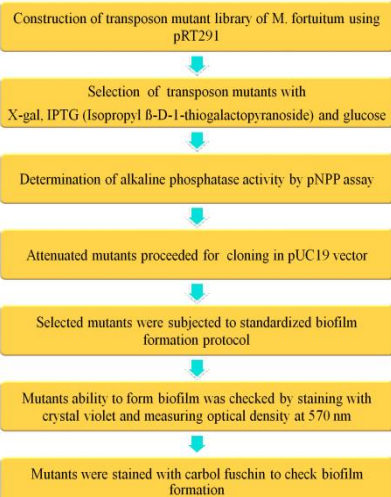 Construction of transposon mutant library of M. fortuitum using
pRT291
Selection of transposon mutants with
X-gal, IPTG (Isopropyl ß-D-1-thiogalactopyranoside) and glucose
Determination of alkaline phosphatase activity by pNPP assay
Attenuated mutants proceeded for cloning in pUC19 vector
Selected mutants were subjected to standardized biofilm
formation protocol
Mutants ability to form biofilm was checked by staining with
crystal violet and measuring optical density at 570 nm
Mutants were stained with carbol fuschin to check biofilm
formation